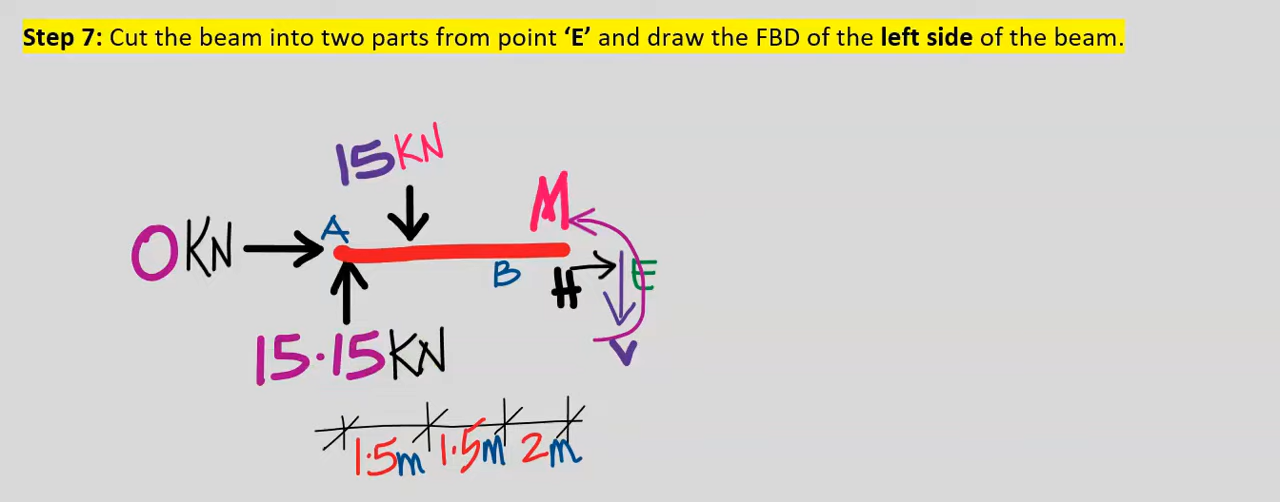 Step 7: Cut the beam into two parts from point ‘E’ and draw the FBD of the left side of the beam.
15KN
M
A
0KN
B H E
V
15.15KN
1.5m 1.5m 2m